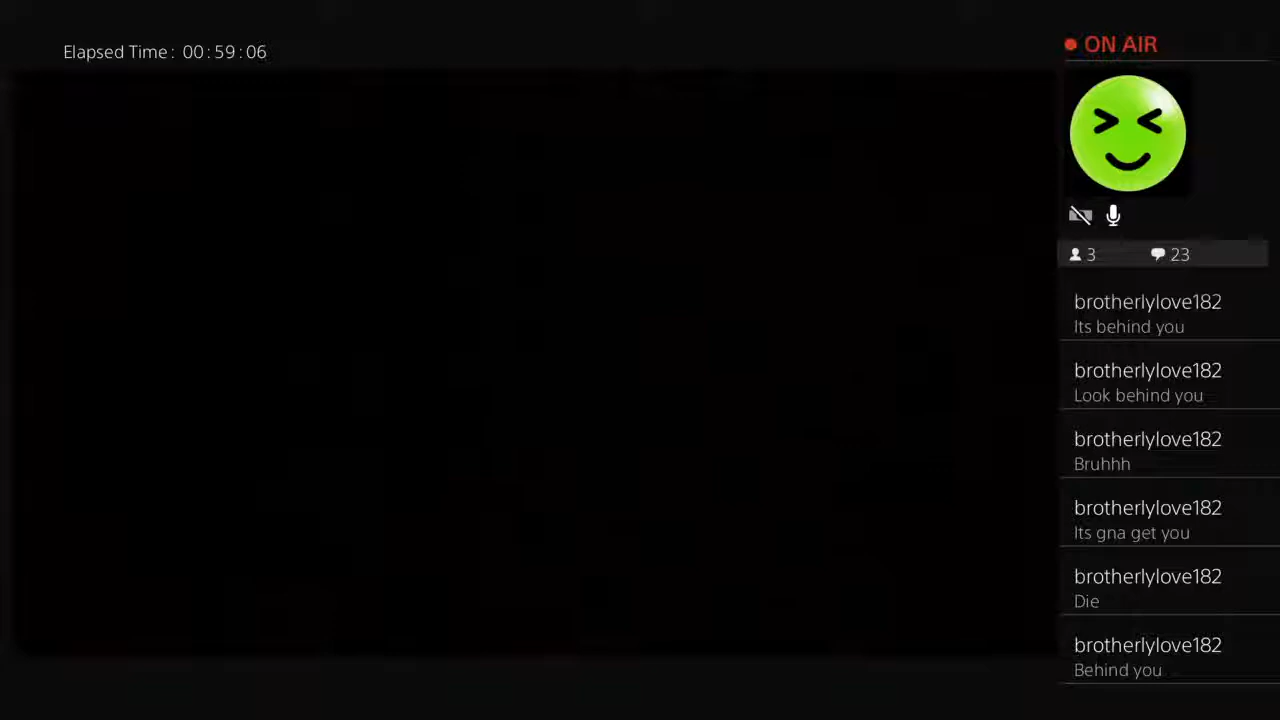 Elapsed Time: 00:59:06
ON AIR
3 23
brotherlylove182
Its behind you
brotherlylove182
Look behind you
brotherlylove182
Bruhhh
brotherlylove182
Its gna get you
brotherlylove182
Die
brotherlylove182
Behind you